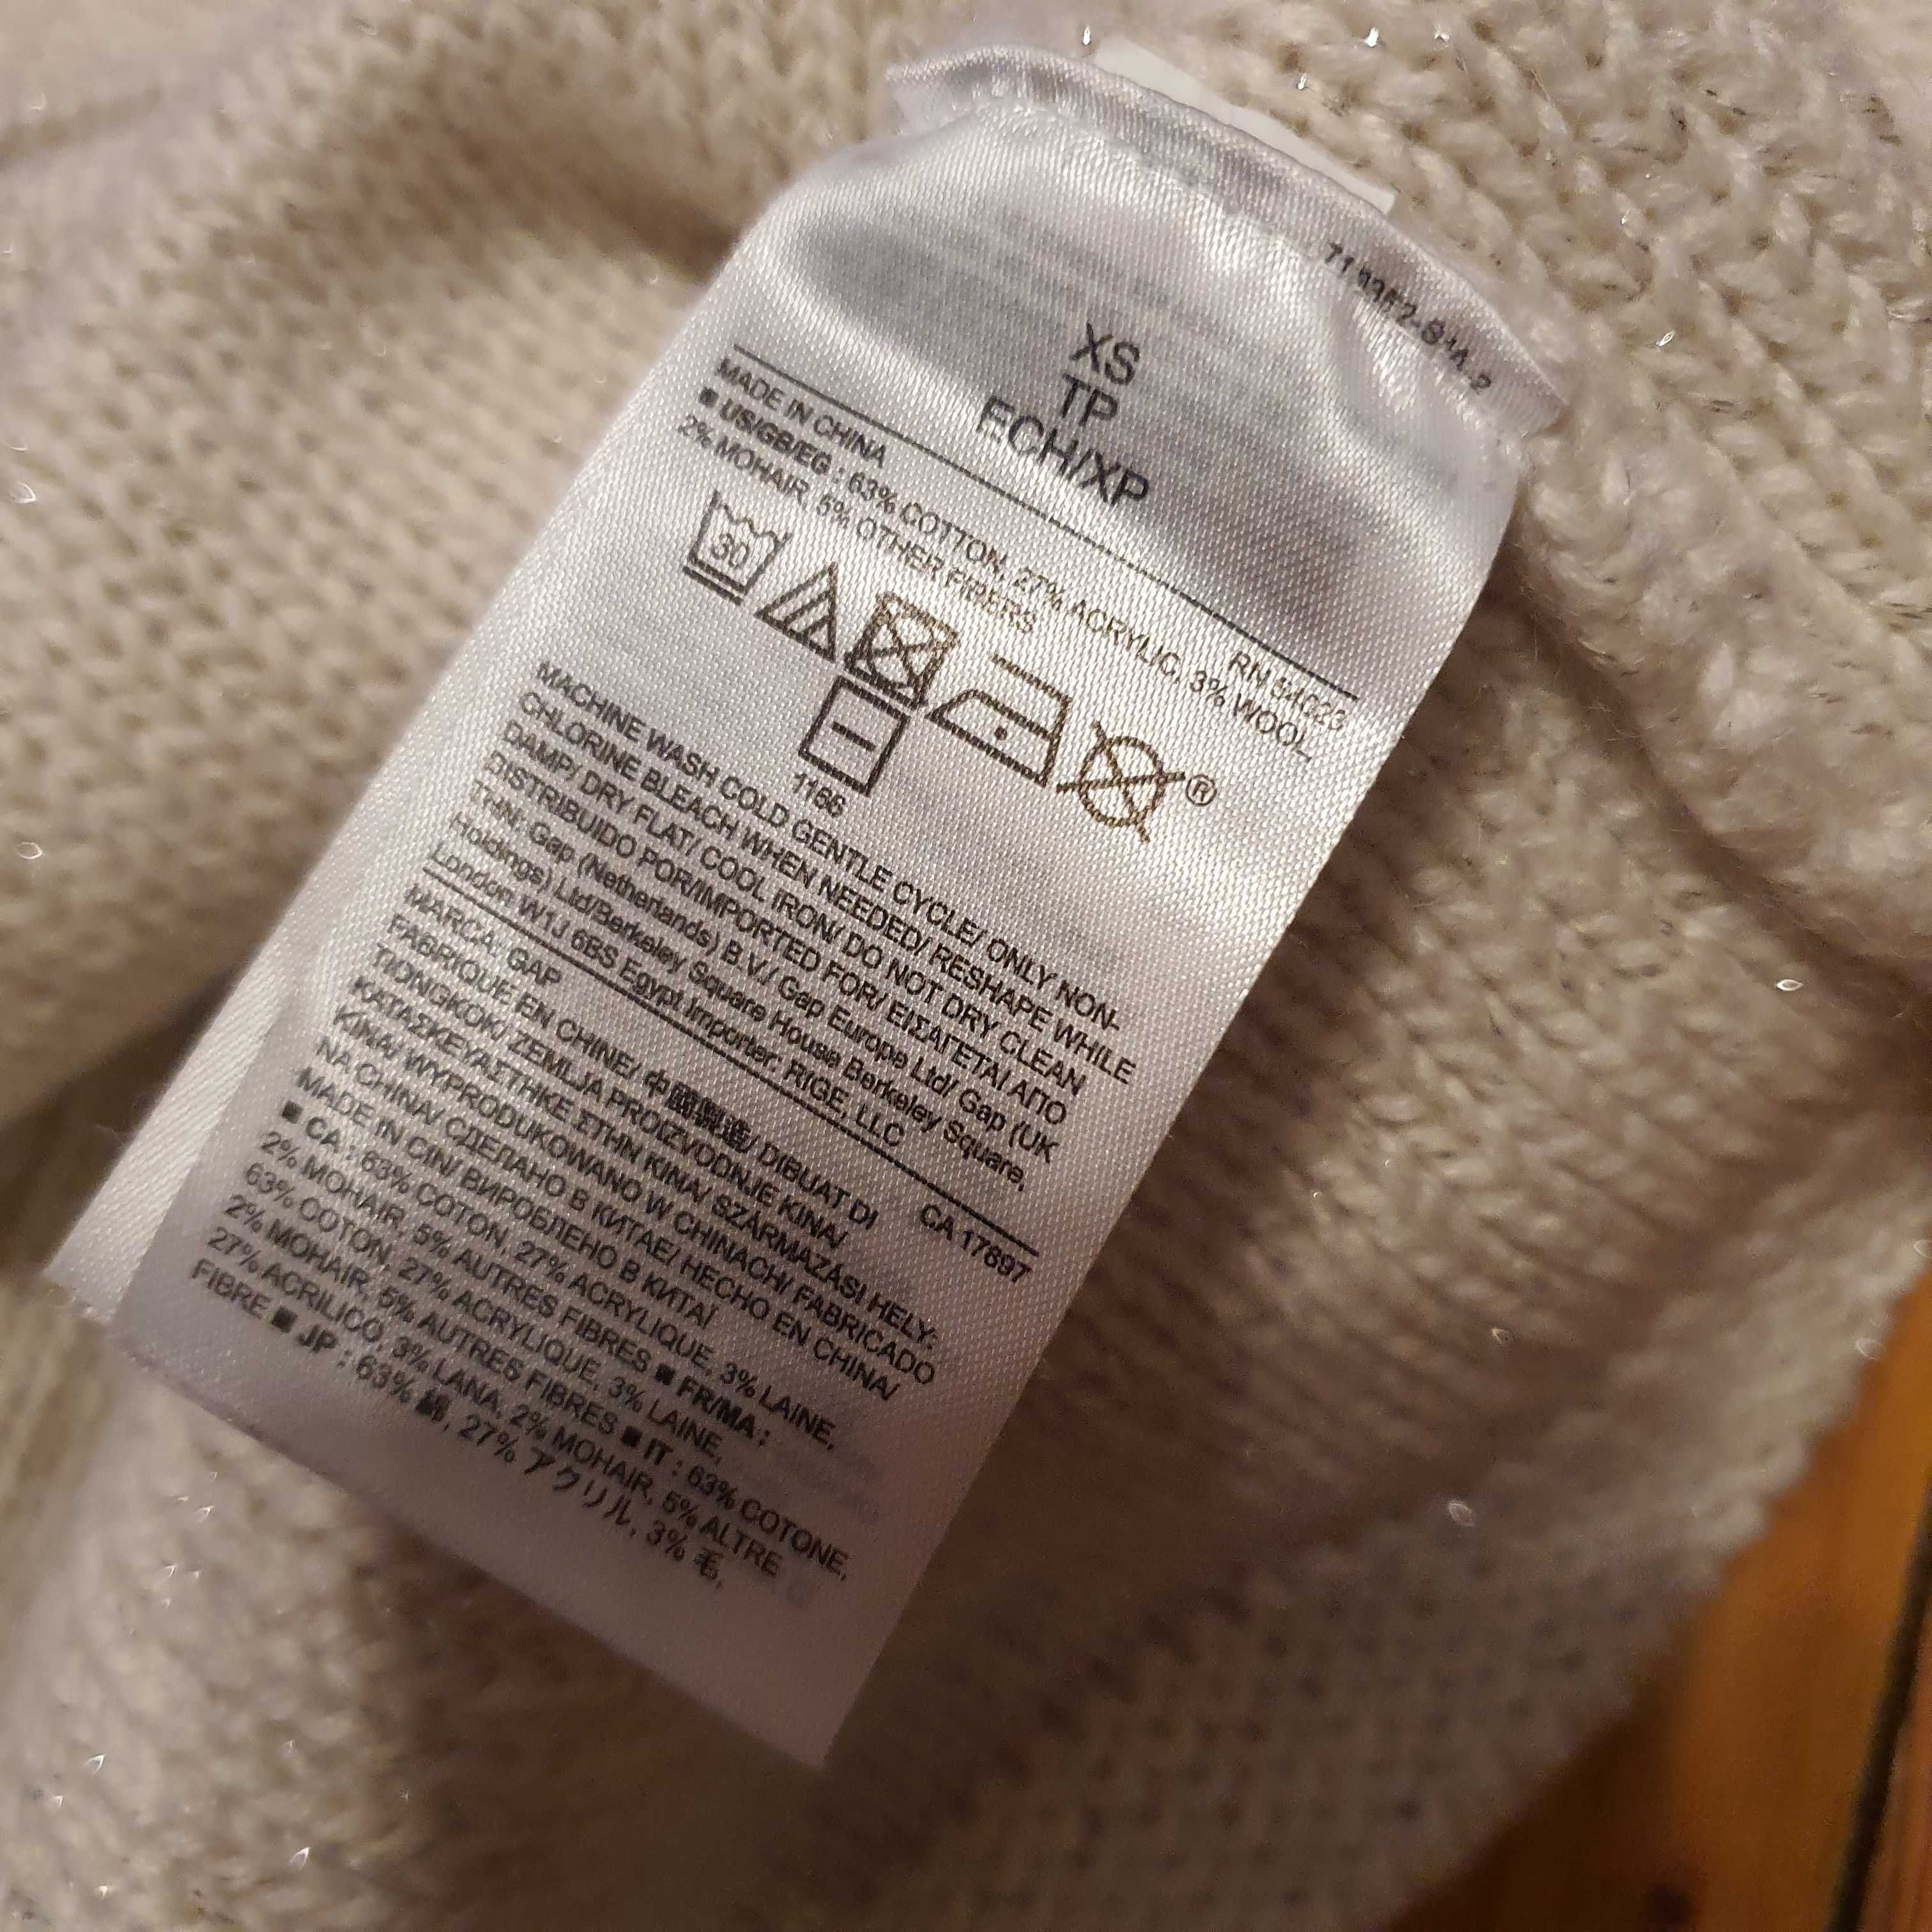 XS
TP
ECH/XP
MADE IN CHINA
RN 54023
■ US/GB/EG : 63% COTTON, 27% ACRYLIC, 3% WOOL
2% MOHAIR, 5% OTHER FIBERS
30
®
1166
MACHINE WASH COLD GENTLE CYCLE/ ONLY NON-
CHLORINE BLEACH WHEN NEEDED/ RESHAPE WHILE
DAMP/ DRY FLAT/ COOL IRON/ DO NOT DRY CLEAN
DISTRIBUIDO POR/IMPORTED FOR/ ΕΙΣΑΓΕΤΑΙ ΑΠΟ
ΤΗΝ: Gap (Netherlands) B.V./ Gap Europe Ltd/ Gap (UK
Holdings) Ltd/Berkeley Square House Berkeley Square,
London W1J 6BS Egypt Importer: RIGE, LLC
MARCA: GAP
CA 17897
FABRIQUE EN CHINE/ 中國製造/ DIBUAT DI
TIONGKOK/ ZEMLJA PROIZVODNJE KINA/
ΚΑΤΑΣΚΕΥΑΣΤΗΚΕ ΣΤΗΝ ΚΙΝΑ/ SZÁRMAZÁSI HELY:
KINA/ WYPRODUKOWANO W CHINACH/ FABRICADO
NA CHINA/ СДЕЛАНО В КИТАЕ/ HECHO EN CHINA/
MADE IN CIN/ ВИРОБЛЕНО В КИТАЇ
■ CA : 63% COTON, 27% ACRYLIQUE, 3% LAINE,
2% MOHAIR, 5% AUTRES FIBRES ■ FR/MA :
63% COTON, 27% ACRYLIQUE, 3% LAINE,
2% MOHAIR, 5% AUTRES FIBRES ■ IT : 63% COTONE,
27% ACRILICO, 3% LANA, 2% MOHAIR, 5% ALTRE
FIBRE ■ JP : 63% 綿, 27% アクリル, 3% 毛,